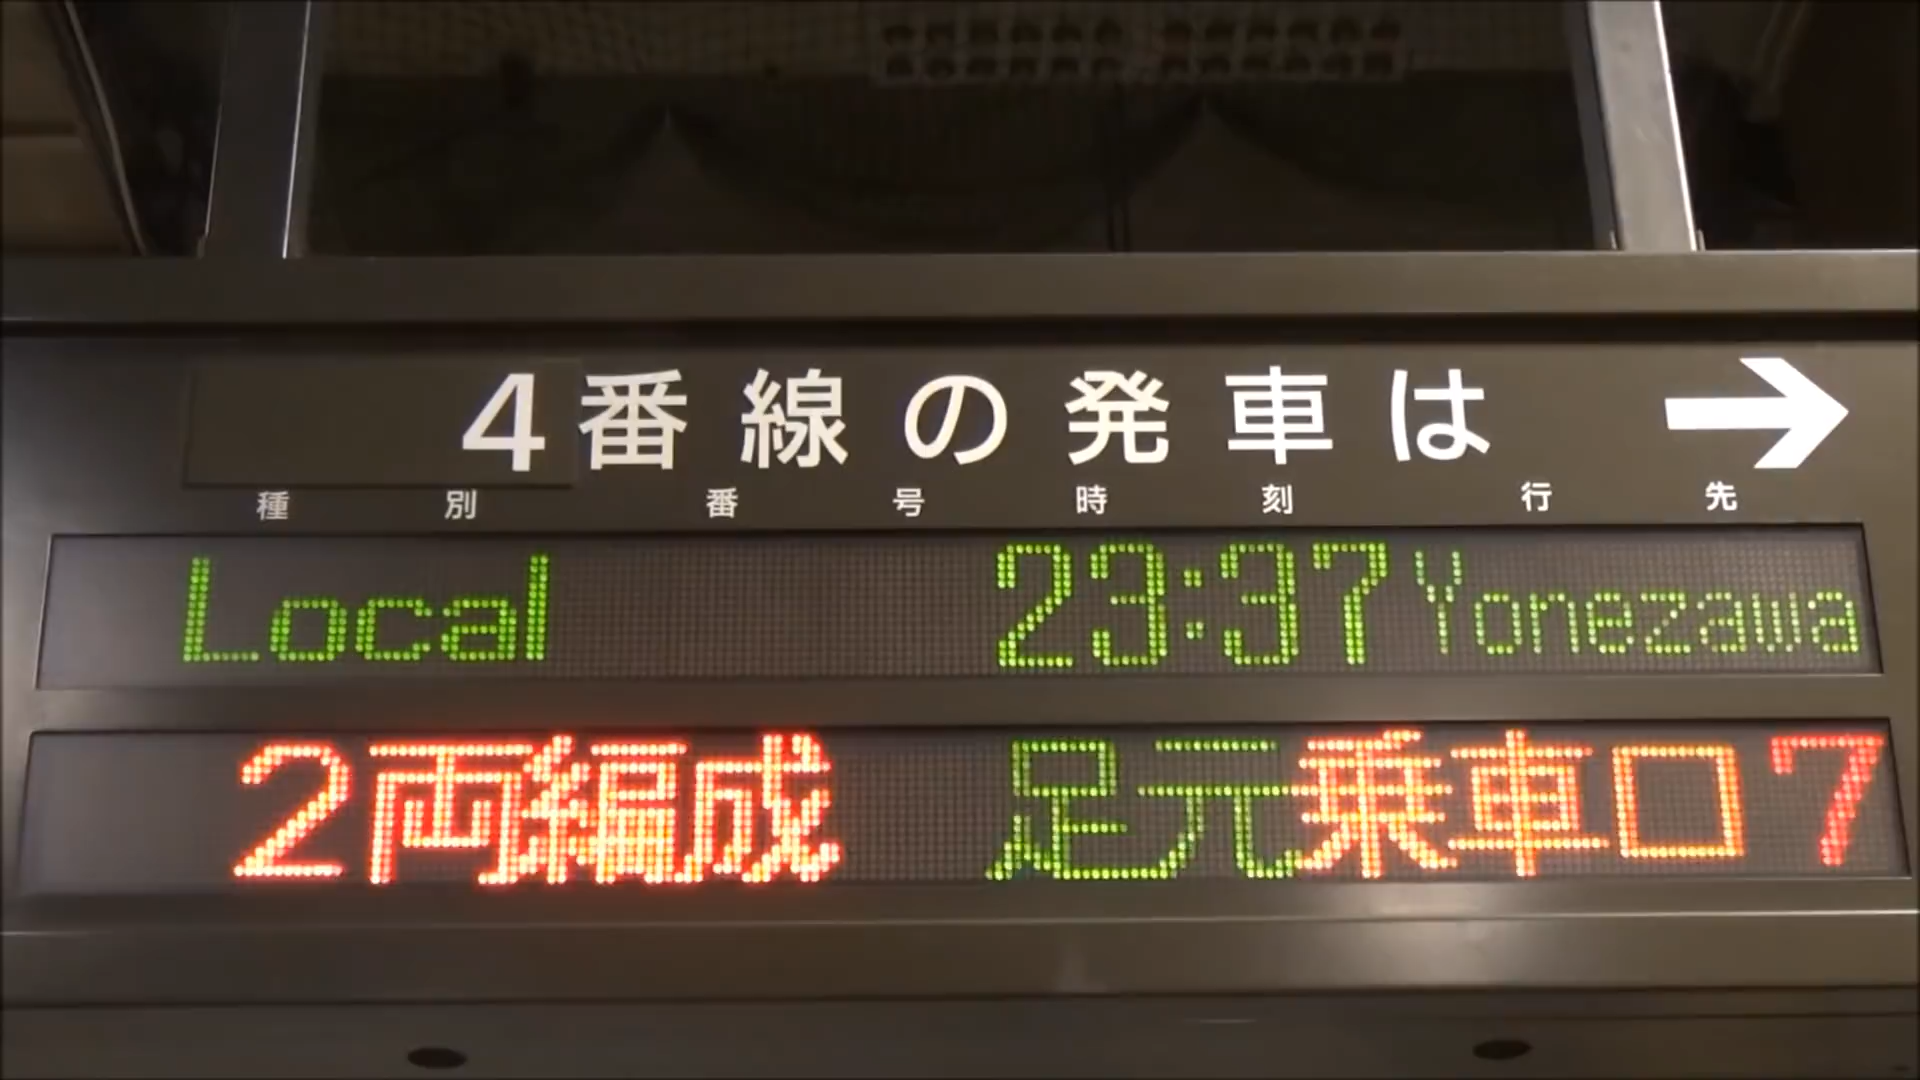 4番線の発車は →
種別 番号 時刻 行先
Local 23:37 Yonezawa
2両編成 足元乗車口 7